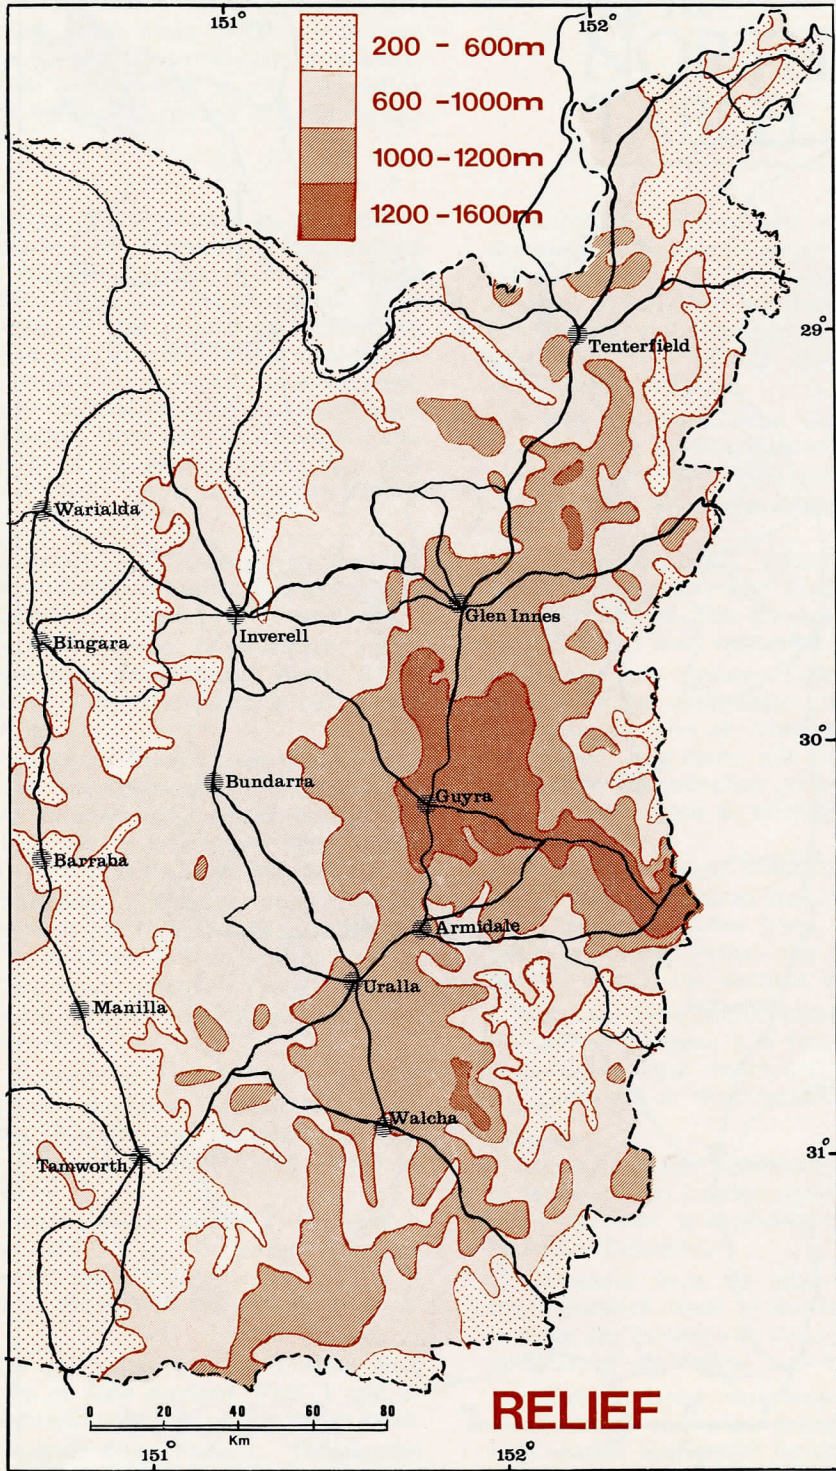 151°
152°
200 - 600m
600 -1000m
1000-1200m
1200 -1600m
29°
Tenterfield
Warialda
Glen Innes
Inverell
Bingara
30°
Bundarra
Guyra
Barraba
Armidale
Uralla
Manilla
Walcha
31°
Tamworth
0 20 40 60 80
Km
RELIEF
151°
152°